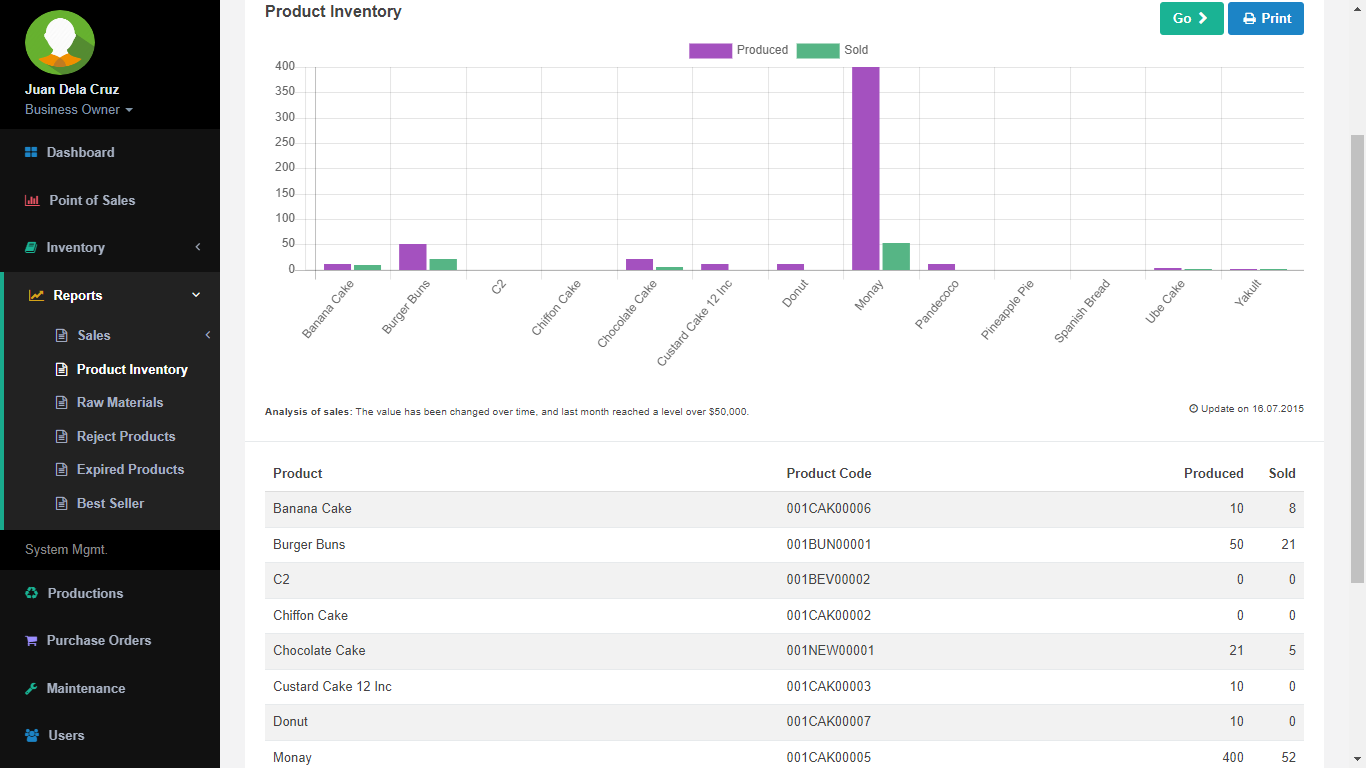 Juan Dela Cruz
Business Owner
Dashboard
Point of Sales
Inventory
Reports
Sales
Product Inventory
Raw Materials
Reject Products
Expired Products
Best Seller
System Mgmt.
Productions
Purchase Orders
Maintenance
Users
Product Inventory
Go
Print
Produced Sold
400
350
300
250
200
150
100
50
0
Banana Cake
Burger Buns
C2
Chiffon Cake
Chocolate Cake
Custard Cake 12 Inc
Donut
Monay
Pandecoco
Pineapple Pie
Spanish Bread
Ube Cake
Yakult
Analysis of sales: The value has been changed over time, and last month reached a level over $50,000.
Update on 16.07.2015
Product Product Code Produced Sold
Banana Cake 001CAK00006 10 8
Burger Buns 001BUN00001 50 21
C2 001BEV00002 0 0
Chiffon Cake 001CAK00002 0 0
Chocolate Cake 001NEW00001 21 5
Custard Cake 12 Inc 001CAK00003 10 0
Donut 001CAK00007 10 0
Monay 001CAK00005 400 52